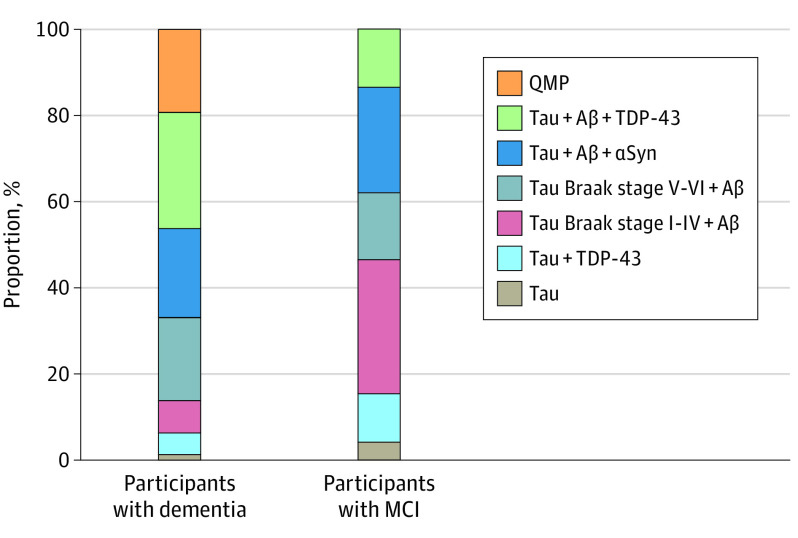 100
80
60
40
20
0
Proportion, %
Participants
with dementia
Participants
with MCI
QMP
Tau + Aβ + TDP-43
Tau + Aβ + αSyn
Tau Braak stage V-VI + Aβ
Tau Braak stage I-IV + Aβ
Tau + TDP-43
Tau